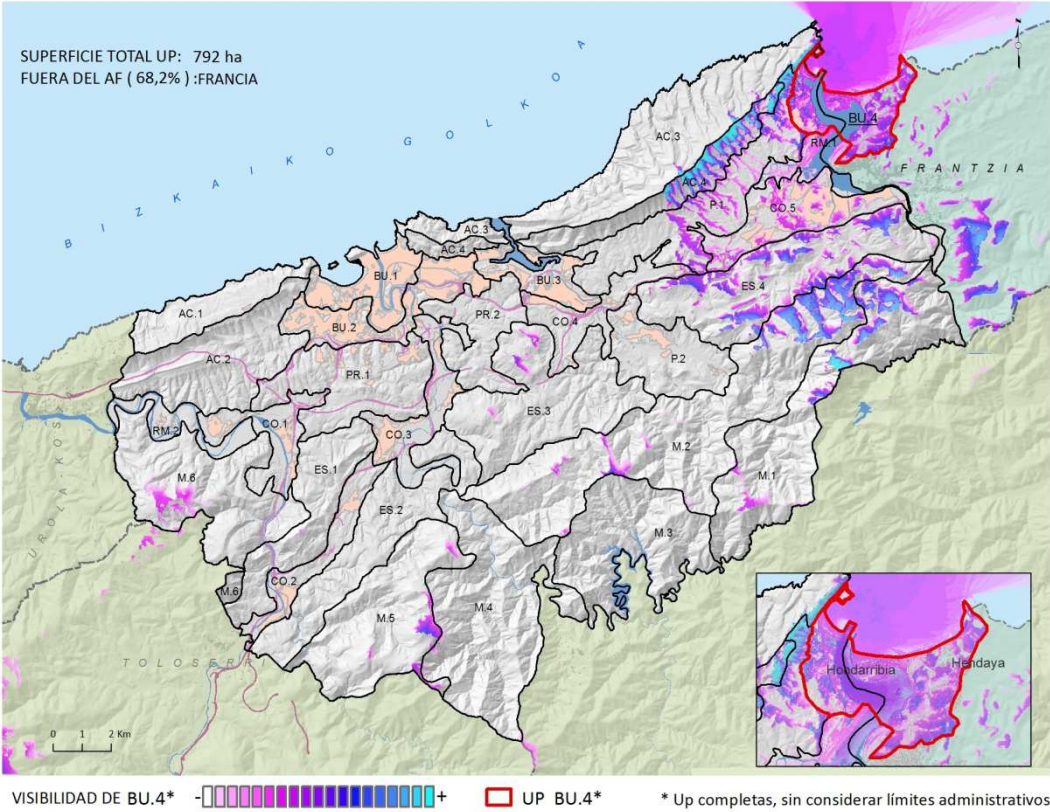 SUPERFICIE TOTAL UP: 792 ha
FUERA DEL AF ( 68,2% ) :FRANCIA
BIZKAIKO GOLKOA
AC.3
BU.4
RM.1
FRANTZIA
AC.4
P.1
CO.5
AC.3
AC.4
BU.1
BU.3
ES.4
AC.1
PR.2
CO.4
BU.2
P.2
AC.2
PR.1
ES.3
RM.2
CO.1
CO.3
M.2
ES.1
M.1
M.6
UROLA KOS
ES.2
M.3
CO.2
M.6
M.5
M.4
TOLOSERRI
Hondarribia
Hendaya
0 1 2 Km
VISIBILIDAD DE BU.4* - + UP BU.4* * Up completas, sin considerar límites administrativos